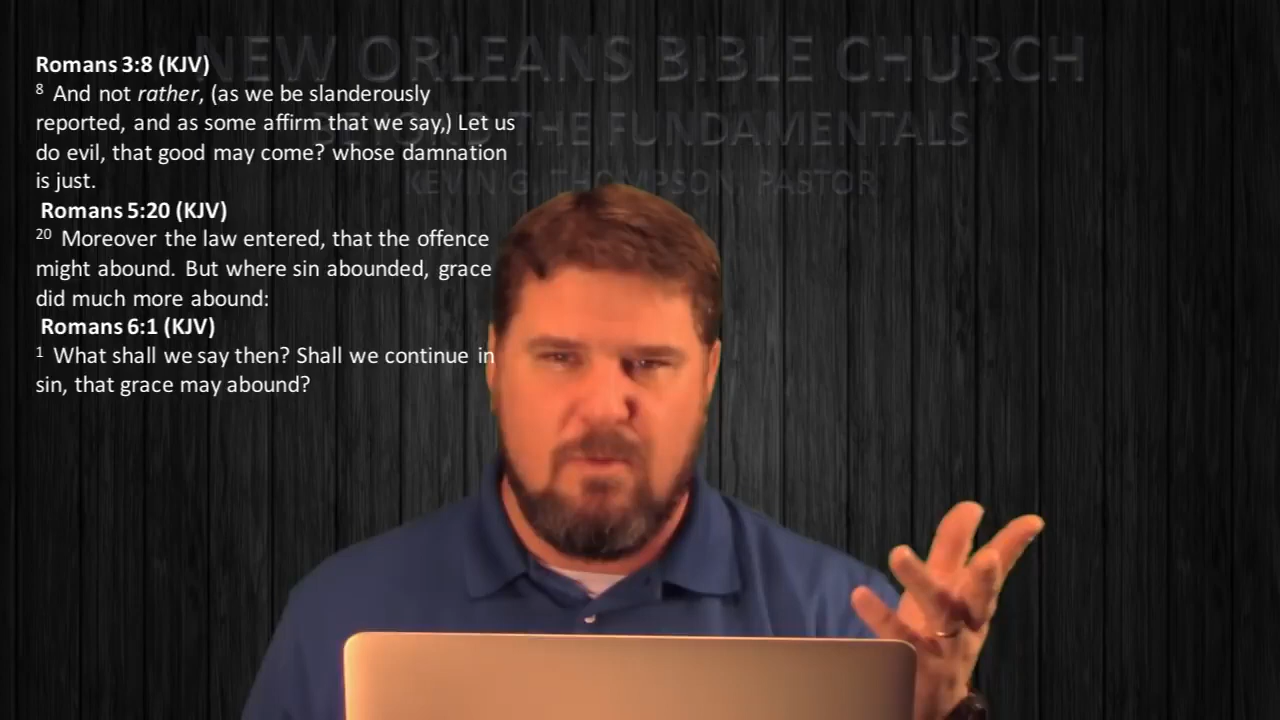 NEW ORLEANS BIBLE CHURCH
BEYOND THE FUNDAMENTALS
KEVIN G. THOMPSON, PASTOR
Romans 3:8 (KJV)
8 And not rather, (as we be slanderously
reported, and as some affirm that we say,) Let us
do evil, that good may come? whose damnation
is just.
Romans 5:20 (KJV)
20 Moreover the law entered, that the offence
might abound. But where sin abounded, grace
did much more abound:
Romans 6:1 (KJV)
1 What shall we say then? Shall we continue in
sin, that grace may abound?